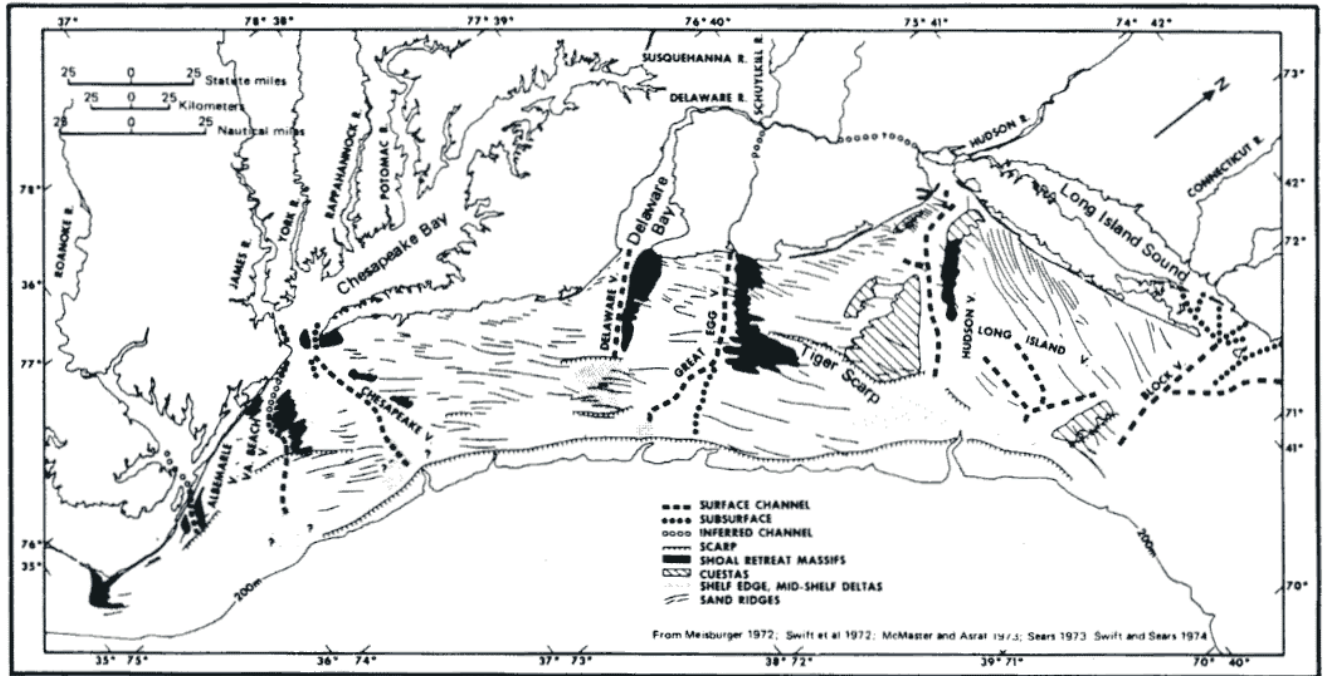 37° 78° 38° 77° 39° 76° 40° 75° 41° 74° 42°
25 0 25 Statute miles
25 0 25 Kilometers
25 0 25 Nautical miles
SUSQUEHANNA R.
DELAWARE R.
SCHUYLKILL R.
HUDSON R.
CONNECTICUT R.
N
73°
78°
42°
72°
ROANOKE R.
JAMES R.
YORK R.
RAPPAHANNOCK R.
POTOMAC R.
Chesapeake Bay
Delaware
Bay
Long Island Sound
36°
77°
DELAWARE V.
GREAT EGG V.
Tiger Scarp
HUDSON V.
LONG ISLAND V.
BLOCK V.
71°
41°
ALBEMARLE V.
VA. BEACH V.
CHESAPEAKE V.
? ?
? ?
76°
35°
200m
200m
70°
SURFACE CHANNEL
SUBSURFACE
INFERRED CHANNEL
SCARP
SHOAL RETREAT MASSIFS
CUESTAS
SHELF EDGE, MID-SHELF DELTAS
SAND RIDGES
From Meisburger 1972; Swift et al 1972; McMaster and Asraf 1973; Sears 1973 Swift and Sears 1974
35° 75° 36° 74° 37° 73° 38° 72° 39° 71° 70° 40°